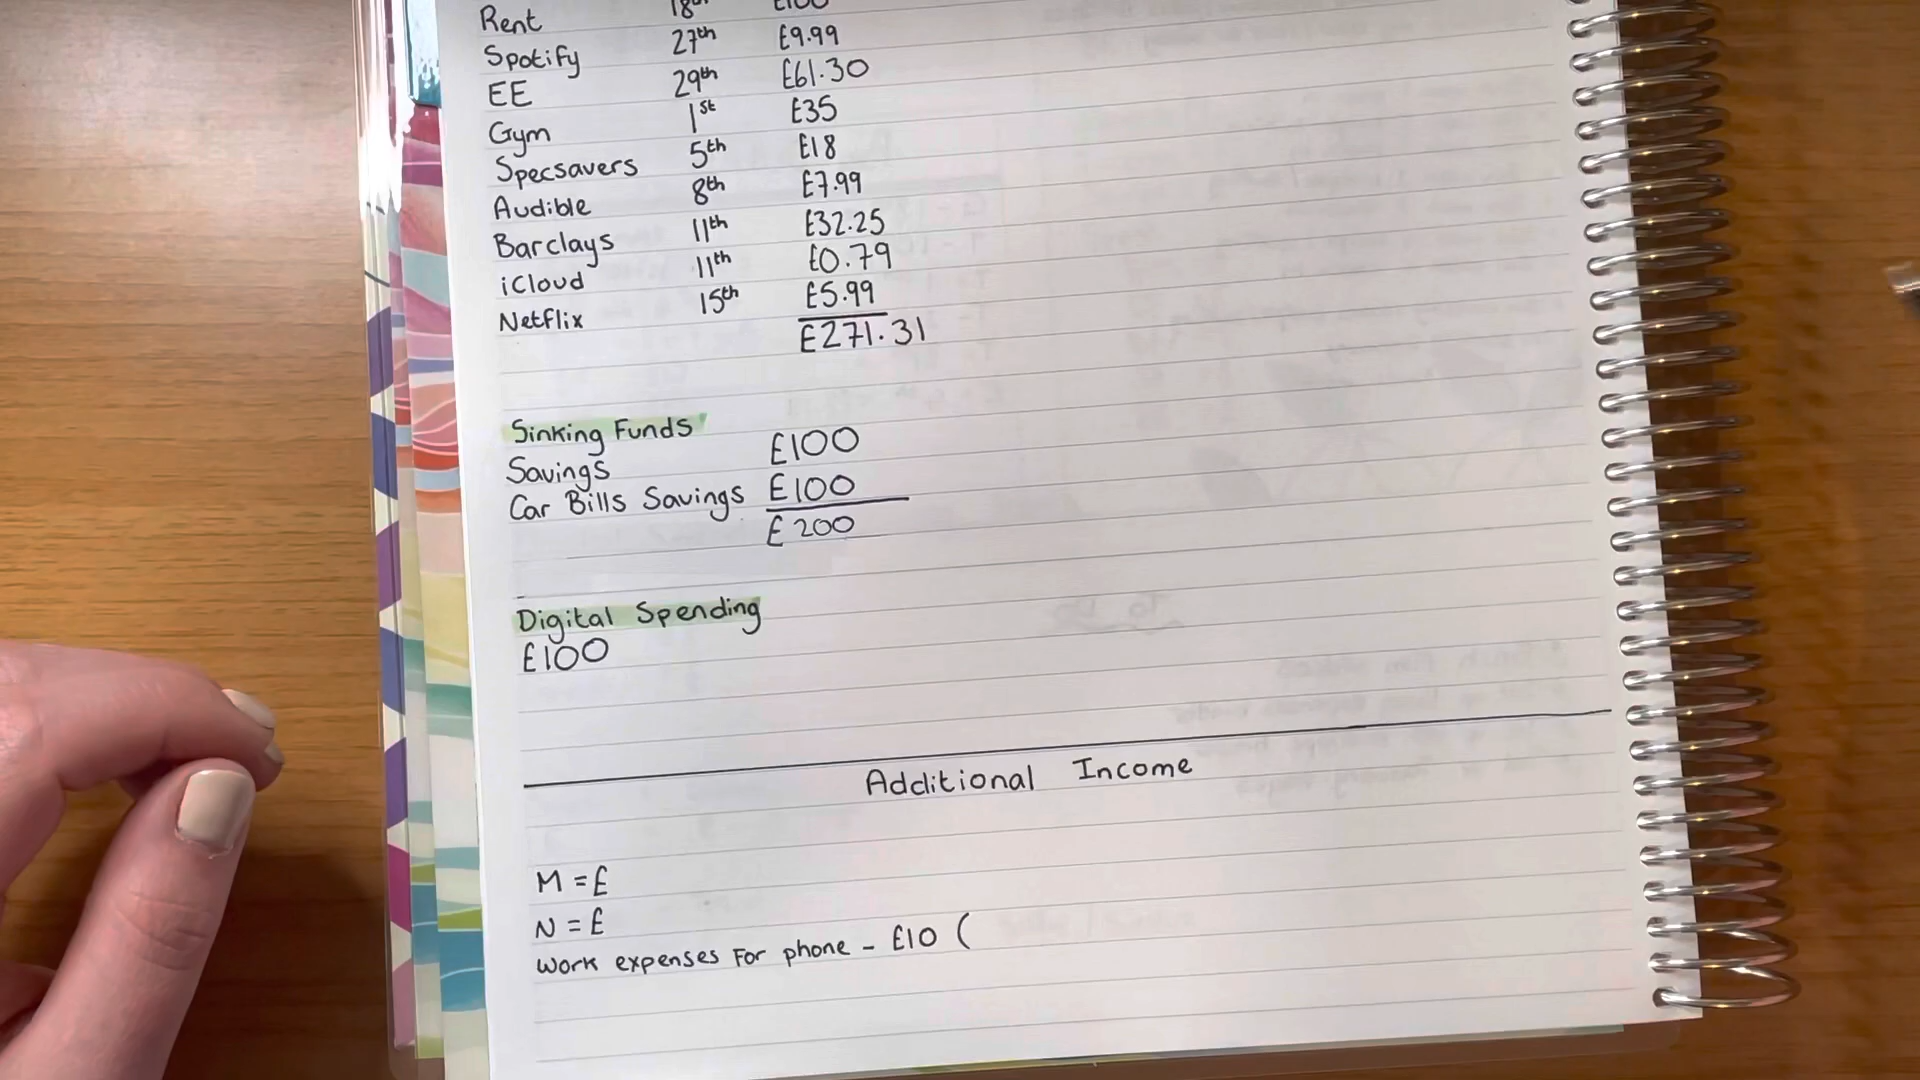 Rent 18th £100
Spotify 27th £9.99
EE 29th £61.30
Gym 1st £35
Specsavers 5th £18
Audible 8th £7.99
Barclays 11th £32.25
iCloud 11th £0.79
Netflix 15th £5.99
£271.31
Sinking Funds
Savings £100
Car Bills Savings £100
£200
Digital Spending
£100
Additional Income
M = £
N = £
Work expenses For phone - £10 (